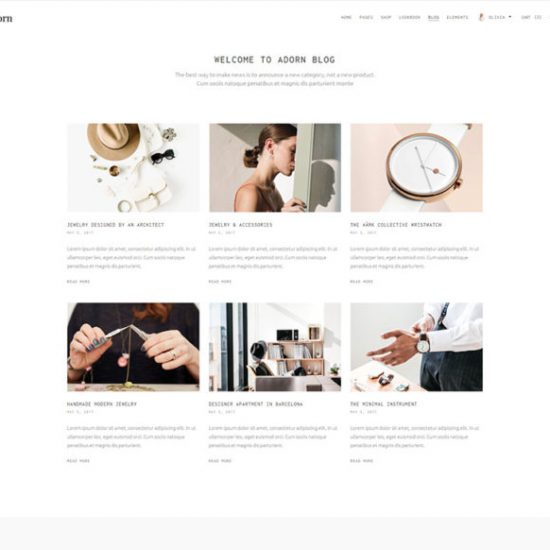 orn
HOME PAGES SHOP LOOKBOOK BLOG ELEMENTS OLIVIA CART (2)
WELCOME TO ADORN BLOG
The best way to make news is to announce a new category, not a new product.
Cum sociis natoque penatibus et magnis dis parturient monte
JEWELRY DESIGNED BY AN ARCHITECT
MAY 5, 2017
Lorem ipsum dolor sit amet, consectetur adipiscing elit. In ut
ullamcorper leo, eget euismod orci. Cum sociis natoque
penatibus et magnis dis parturient.
READ MORE
JEWELRY & ACCESSORIES
MAY 5, 2017
Lorem ipsum dolor sit amet, consectetur adipiscing elit. In ut
ullamcorper leo, eget euismod orci. Cum sociis natoque
penatibus et magnis dis parturient.
READ MORE
THE HÄRK COLLECTIVE WRISTWATCH
MAY 5, 2017
Lorem ipsum dolor sit amet, consectetur adipiscing elit. In ut
ullamcorper leo, eget euismod orci. Cum sociis natoque
penatibus et magnis dis parturient.
READ MORE
HANDMADE MODERN JEWELRY
MAY 5, 2017
Lorem ipsum dolor sit amet, consectetur adipiscing elit. In ut
ullamcorper leo, eget euismod orci. Cum sociis natoque
penatibus et magnis dis parturient.
READ MORE
DESIGNER APARTMENT IN BARCELONA
MAY 5, 2017
Lorem ipsum dolor sit amet, consectetur adipiscing elit. In ut
ullamcorper leo, eget euismod orci. Cum sociis natoque
penatibus et magnis dis parturient.
READ MORE
THE MINIMAL INSTRUMENT
MAY 5, 2017
Lorem ipsum dolor sit amet, consectetur adipiscing elit. In ut
ullamcorper leo, eget euismod orci. Cum sociis natoque
penatibus et magnis dis parturient.
READ MORE